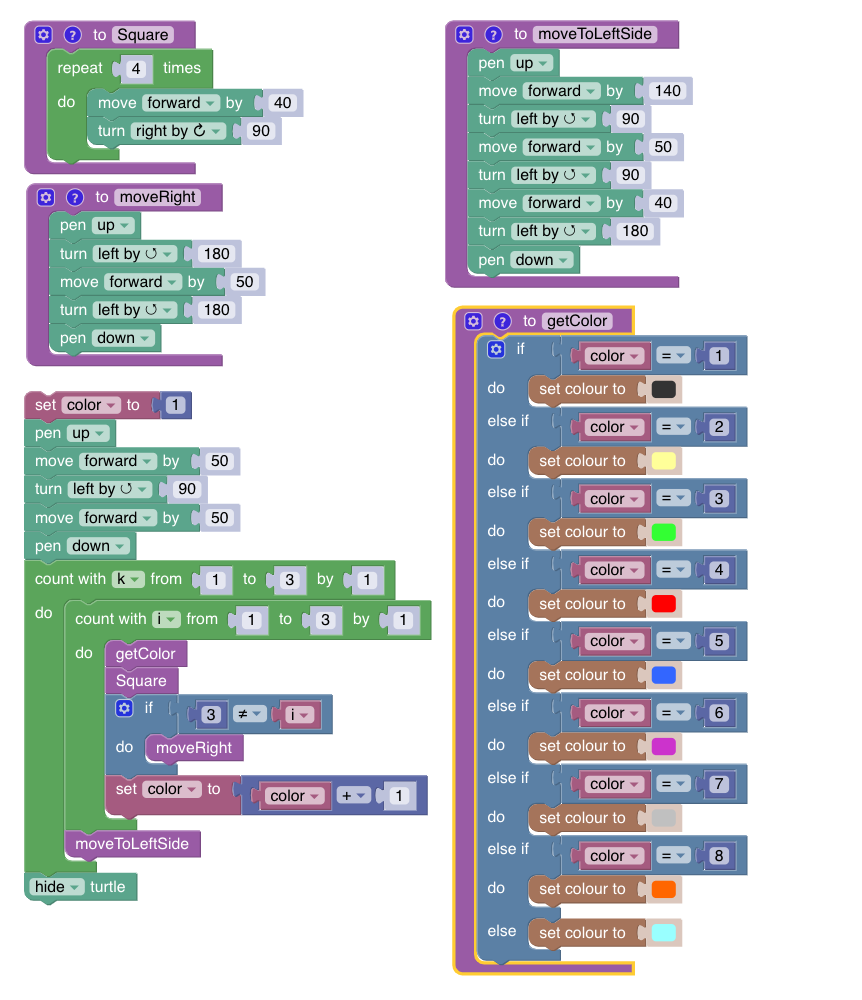 ? to Square
repeat 4 times
do move forward by 40
turn right by ↻ 90
? to moveRight
pen up
turn left by ↺ 180
move forward by 50
turn left by ↺ 180
pen down
set color to 1
pen up
move forward by 50
turn left by ↺ 90
move forward by 50
pen down
count with k from 1 to 3 by 1
do count with i from 1 to 3 by 1
do getColor
Square
if 3 ≠ i
do moveRight
set color to color + 1
moveToLeftSide
hide turtle
? to moveToLeftSide
pen up
move forward by 140
turn left by ↺ 90
move forward by 50
turn left by ↺ 90
move forward by 40
turn left by ↺ 180
pen down
? to getColor
if color = 1
do set colour to
else if color = 2
do set colour to
else if color = 3
do set colour to
else if color = 4
do set colour to
else if color = 5
do set colour to
else if color = 6
do set colour to
else if color = 7
do set colour to
else if color = 8
do set colour to
else set colour to